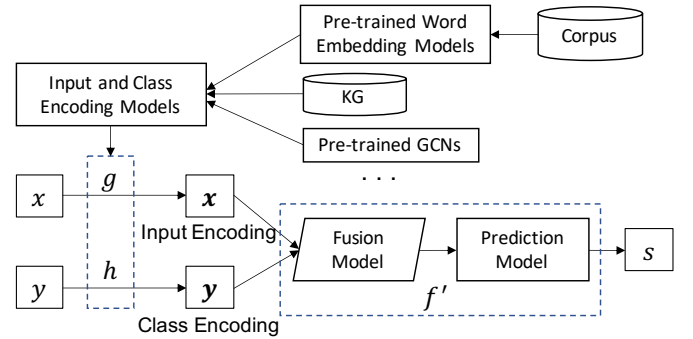 Pre-trained Word
Embedding Models
Corpus
Input and Class
Encoding Models
KG
Pre-trained GCNs
. . .
x
g
x
Input Encoding
Fusion
Model
Prediction
Model
s
y
h
y
Class Encoding
f'